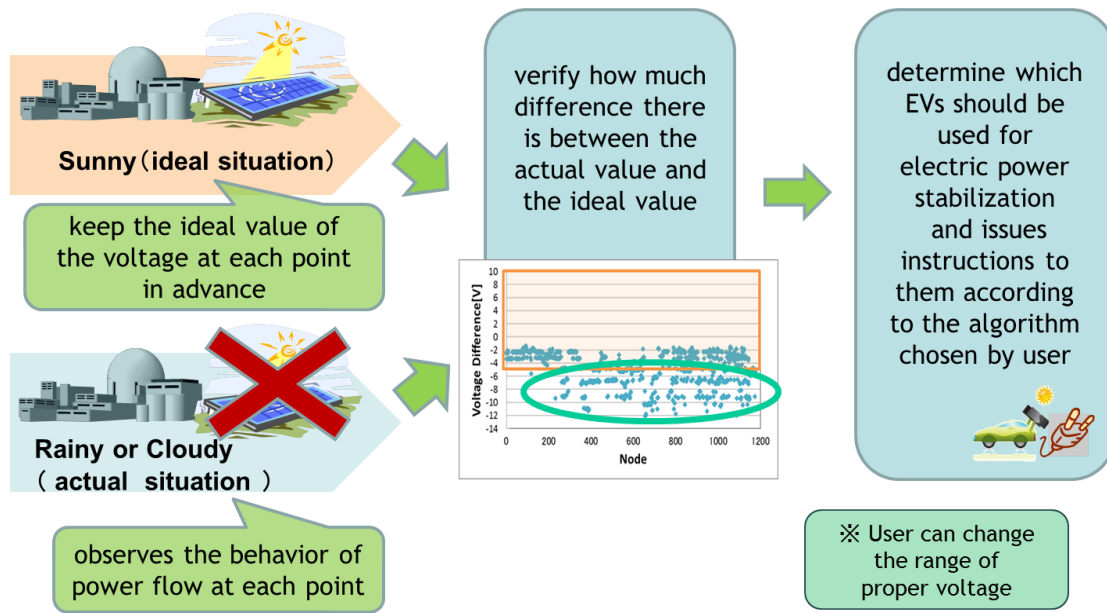 Sunny（ideal situation）
keep the ideal value of
the voltage at each point
in advance
Rainy or Cloudy
（ actual  situation ）
observes the behavior of
power flow at each point
verify how much
difference there
is between the
actual value and
the ideal value
Voltage Difference[V]
10
8
6
4
2
0
-2
-4
-6
-8
-10
-12
-14
0 200 400 600 800 1000 1200
Node
determine which
EVs should be
used for
electric power
stabilization
and issues
instructions to
them according
to the algorithm
chosen by user
※ User can change
the range of
proper voltage